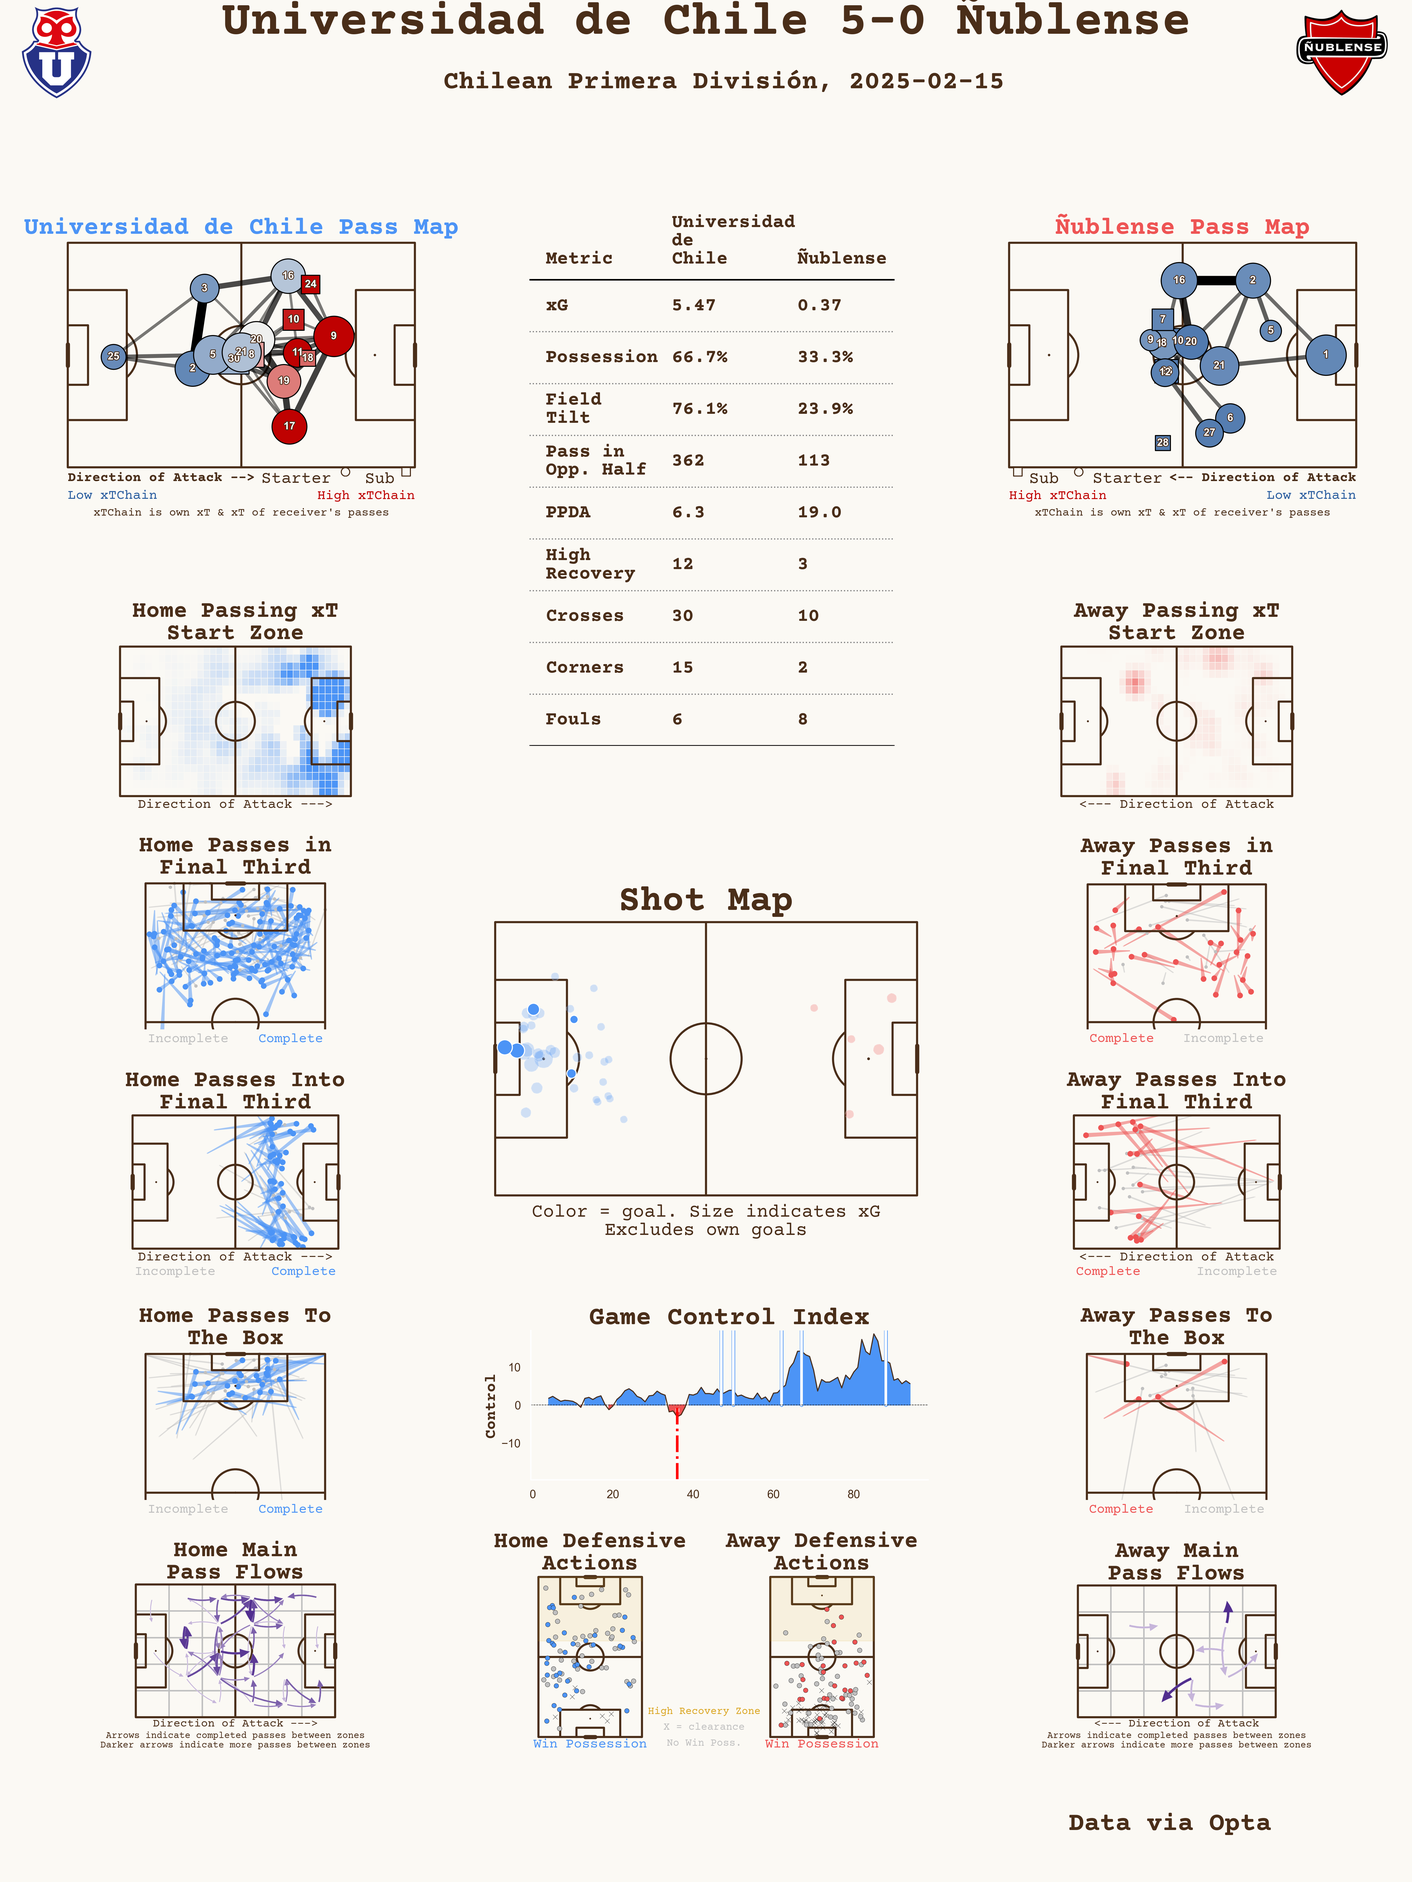 Universidad de Chile 5-0 Ñublense
Chilean Primera División, 2025-02-15
U
ÑUBLENSE
Universidad de Chile Pass Map
16
24
3
10
9
20
25
5
21
8
30
2
11
18
19
17
Direction of Attack --> Starter Sub
Low xTChain High xTChain
xTChain is own xT & xT of receiver's passes
Universidad
de
Metric Chile Ñublense
xG 5.47 0.37
Possession 66.7% 33.3%
Field
Tilt 76.1% 23.9%
Pass in
Opp. Half 362 113
PPDA 6.3 19.0
High
Recovery 12 3
Crosses 30 10
Corners 15 2
Fouls 6 8
Ñublense Pass Map
16
2
7
5
9
18
10
20
1
21
12
6
27
28
Sub Starter <-- Direction of Attack
High xTChain Low xTChain
xTChain is own xT & xT of receiver's passes
Home Passing xT
Start Zone
Direction of Attack --->
Away Passing xT
Start Zone
<--- Direction of Attack
Home Passes in
Final Third
Incomplete Complete
Away Passes in
Final Third
Complete Incomplete
Shot Map
Color = goal. Size indicates xG
Excludes own goals
Home Passes Into
Final Third
Direction of Attack --->
Incomplete Complete
Away Passes Into
Final Third
<--- Direction of Attack
Complete Incomplete
Home Passes To
The Box
Incomplete Complete
Game Control Index
Control
10
0
−10
0 20 40 60 80
Away Passes To
The Box
Complete Incomplete
Home Main
Pass Flows
Direction of Attack --->
Arrows indicate completed passes between zones
Darker arrows indicate more passes between zones
Home Defensive
Actions
Win Possession
High Recovery Zone
X = clearance
No Win Poss.
Away Defensive
Actions
Win Possession
Away Main
Pass Flows
<--- Direction of Attack
Arrows indicate completed passes between zones
Darker arrows indicate more passes between zones
Data via Opta